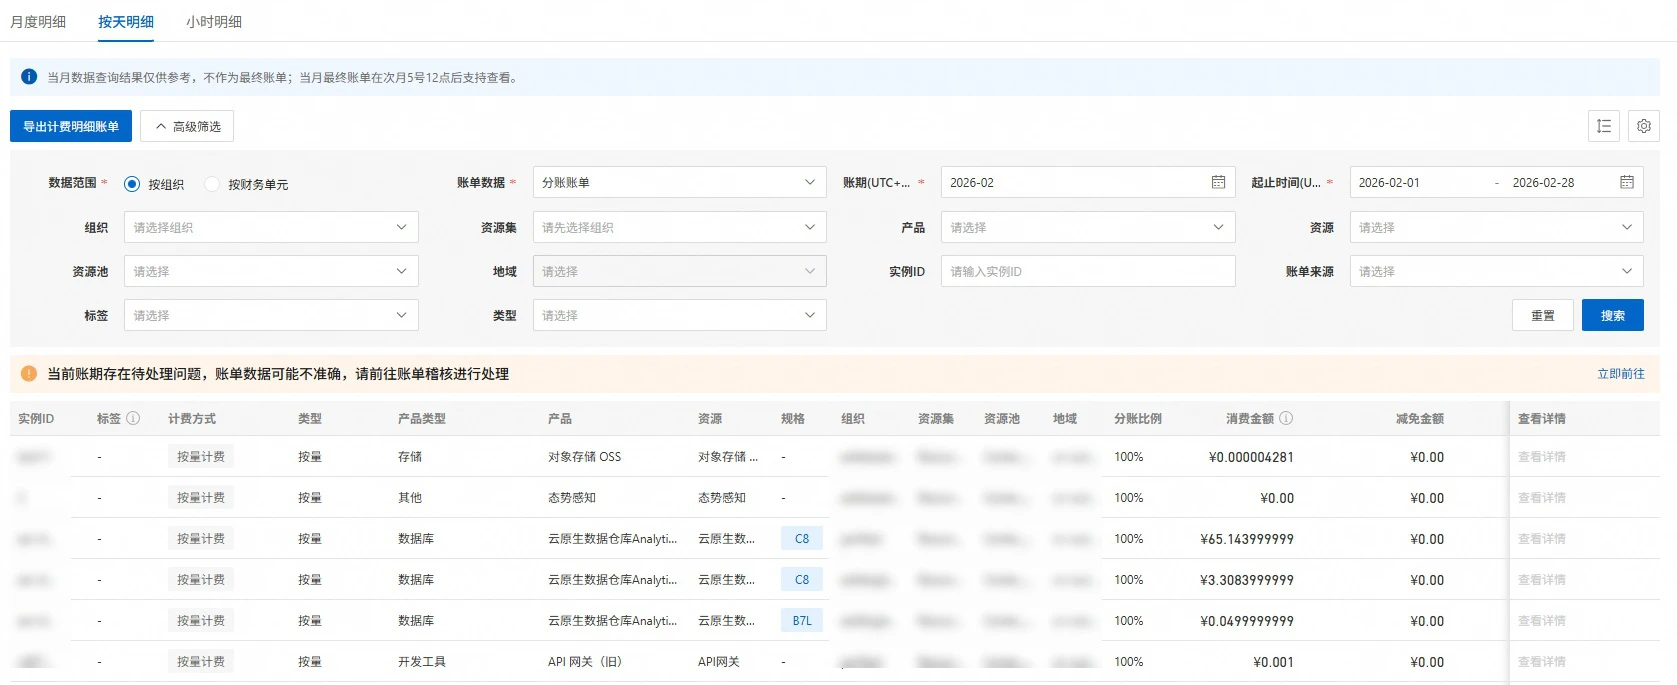 月度明细 按天明细 小时明细
当月数据查询结果仅供参考，不作为最终账单；当月最终账单在次月5号12点后支持查看。
导出计费明细账单 高级筛选
数据范围 * 按组织 按财务单元 账单数据 * 分账账单 账期(UTC+... * 2026-02 起止时间(U... * 2026-02-01 - 2026-02-28
组织 请选择组织 资源集 请先选择组织 产品 请选择 资源 请选择
资源池 请选择 地域 请选择 实例ID 请输入实例ID 账单来源 请选择
标签 请选择 类型 请选择 重置 搜索
当前账期存在待处理问题，账单数据可能不准确，请前往账单稽核进行处理 立即前往
实例ID 标签 计费方式 类型 产品类型 产品 资源 规格 组织 资源集 资源池 地域 分账比例 消费金额 减免金额 查看详情
- 按量计费 按量 存储 对象存储 OSS 对象存储 ... - 100% ¥0.000004281 ¥0.00 查看详情
- 按量计费 按量 其他 态势感知 态势感知 - 100% ¥0.00 ¥0.00 查看详情
- 按量计费 按量 数据库 云原生数据仓库Analyti... 云原生数... C8 100% ¥65.143999999 ¥0.00 查看详情
- 按量计费 按量 数据库 云原生数据仓库Analyti... 云原生数... C8 100% ¥3.3083999999 ¥0.00 查看详情
- 按量计费 按量 数据库 云原生数据仓库Analyti... 云原生数... B7L 100% ¥0.0499999999 ¥0.00 查看详情
- 按量计费 按量 开发工具 API 网关（旧） API网关 - 100% ¥0.001 ¥0.00 查看详情